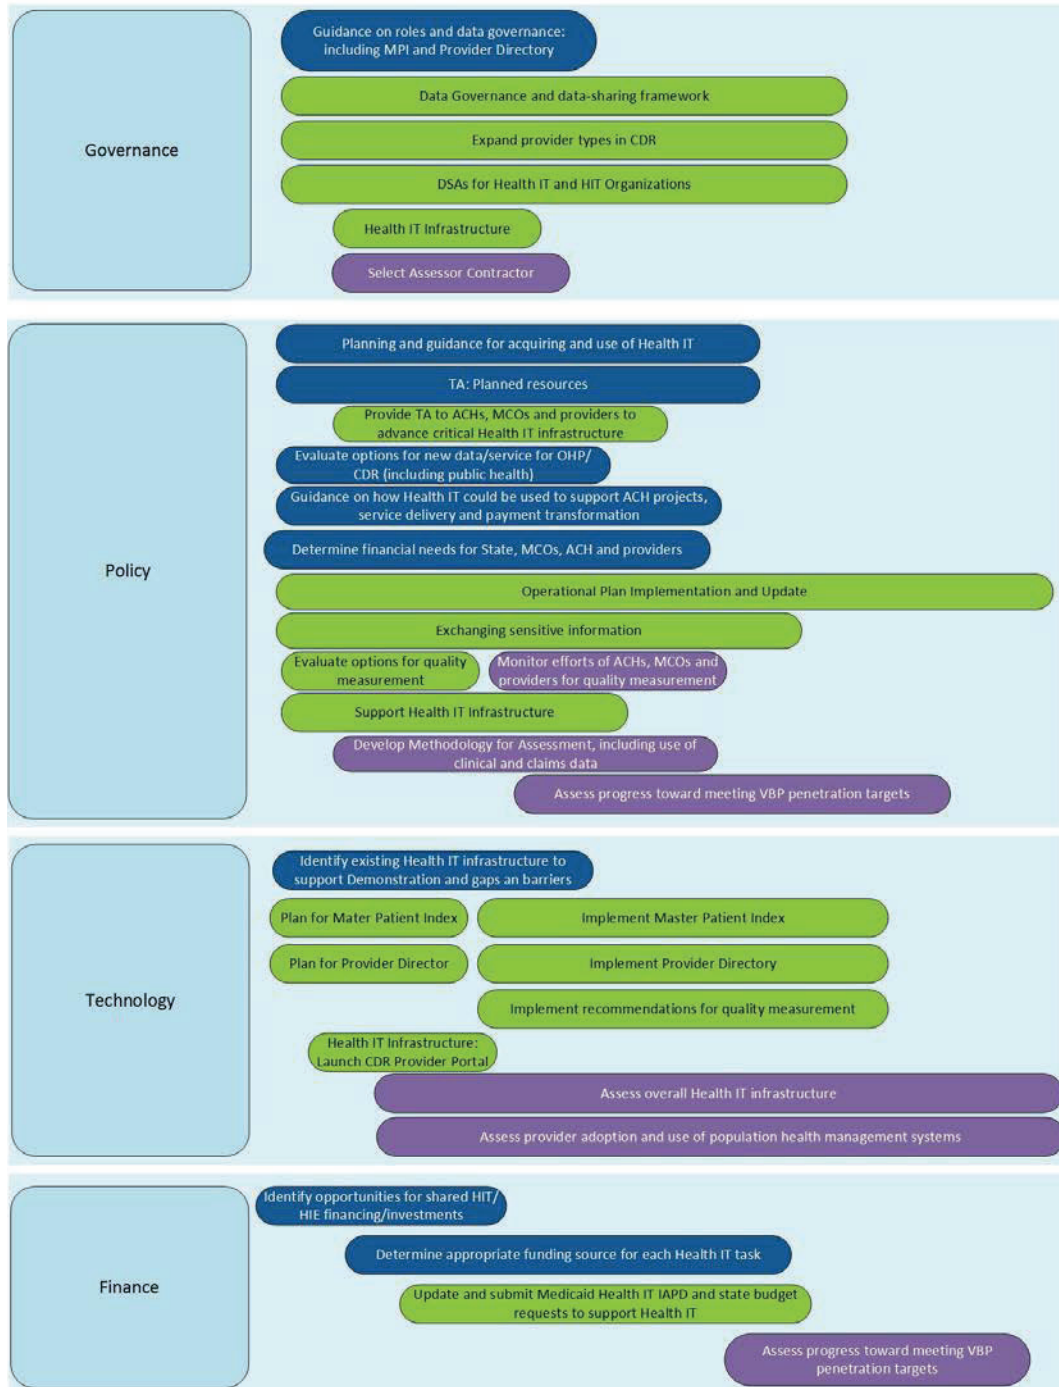 Governance
Guidance on roles and data governance:
including MPI and Provider Directory
Data Governance and data-sharing framework
Expand provider types in CDR
DSAs for Health IT and HIT Organizations
Health IT Infrastructure
Select Assessor Contractor
Policy
Planning and guidance for acquiring and use of Health IT
TA: Planned resources
Provide TA to ACHs, MCOs and providers to
advance critical Health IT infrastructure
Evaluate options for new data/service for OHP/
CDR (including public health)
Guidance on how Health IT could be used to support ACH projects,
service delivery and payment transformation
Determine financial needs for State, MCOs, ACH and providers
Operational Plan Implementation and Update
Exchanging sensitive information
Evaluate options for quality
measurement
Monitor efforts of ACHs, MCOs and
providers for quality measurement
Support Health IT Infrastructure
Develop Methodology for Assessment, including use of
clinical and claims data
Assess progress toward meeting VBP penetration targets
Technology
Identify existing Health IT infrastructure to
support Demonstration and gaps an barriers
Plan for Mater Patient Index
Implement Master Patient Index
Plan for Provider Director
Implement Provider Directory
Implement recommendations for quality measurement
Health IT Infrastructure:
Launch CDR Provider Portal
Assess overall Health IT infrastructure
Assess provider adoption and use of population health management systems
Finance
Identify opportunities for shared HIT/
HIE financing/investments
Determine appropriate funding source for each Health IT task
Update and submit Medicaid Health IT IAPD and state budget
requests to support Health IT
Assess progress toward meeting VBP
penetration targets